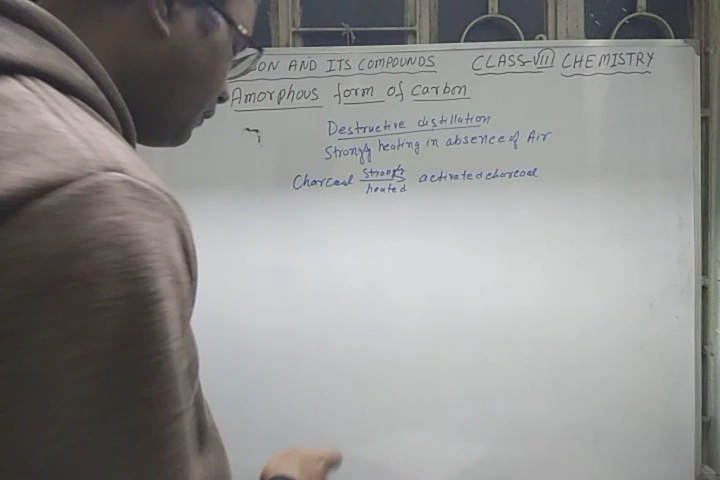 BON AND ITS COMPOUNDS CLASS-VIII CHEMISTRY
Amorphous form of Carbon
Destructive distillation
Strongly heating in absence of Air
Charcoal strongly heated activated charcoal